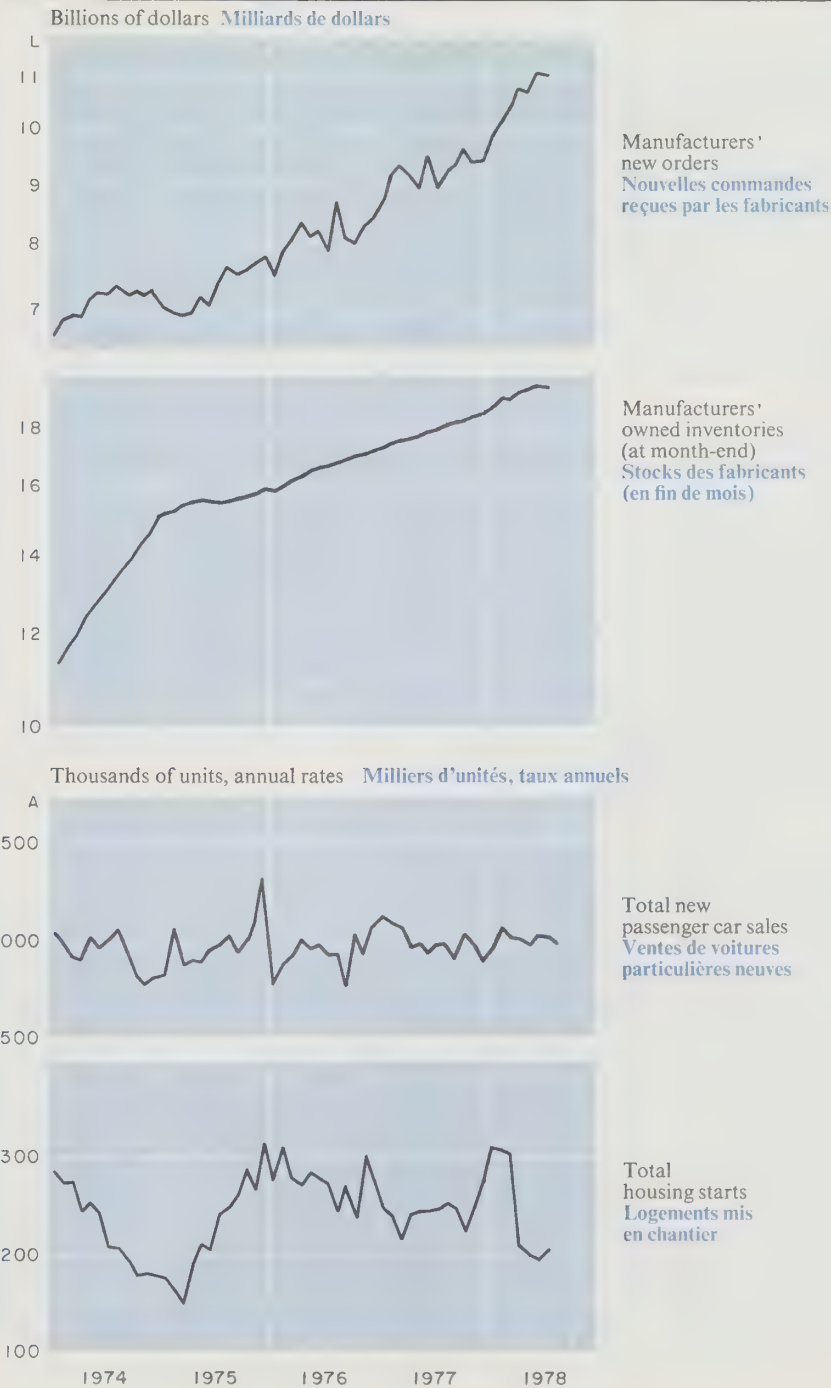 Billions of dollars Milliards de dollars
L
11
10
9
8
7
Manufacturers'
new orders
Nouvelles commandes
reçues par les fabricants
18
16
14
12
10
Manufacturers'
owned inventories
(at month-end)
Stocks des fabricants
(en fin de mois)
Thousands of units, annual rates Milliers d'unités, taux annuels
A
500
000
500
Total new
passenger car sales
Ventes de voitures
particulières neuves
300
200
100
Total
housing starts
Logements mis
en chantier
1974 1975 1976 1977 1978